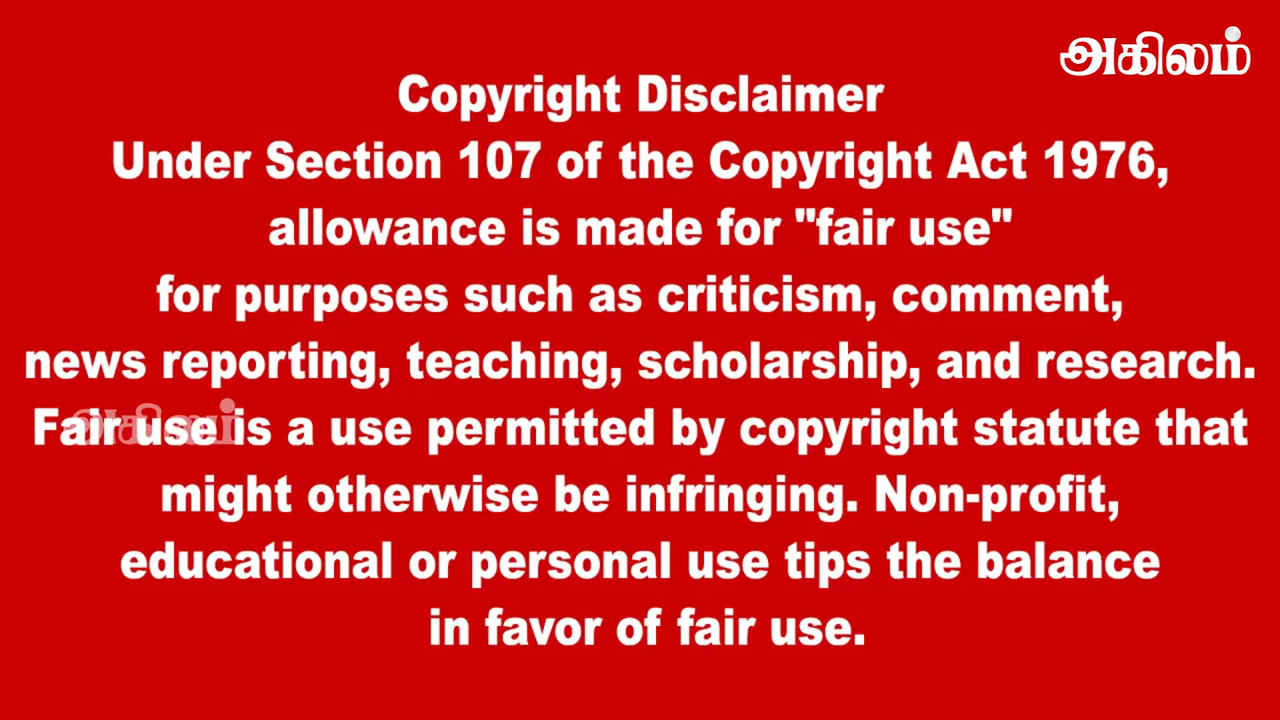 அகிலம்
Copyright Disclaimer
Under Section 107 of the Copyright Act 1976,
allowance is made for "fair use"
for purposes such as criticism, comment,
news reporting, teaching, scholarship, and research.
Fair use is a use permitted by copyright statute that
அகிலம்
might otherwise be infringing. Non-profit,
educational or personal use tips the balance
in favor of fair use.